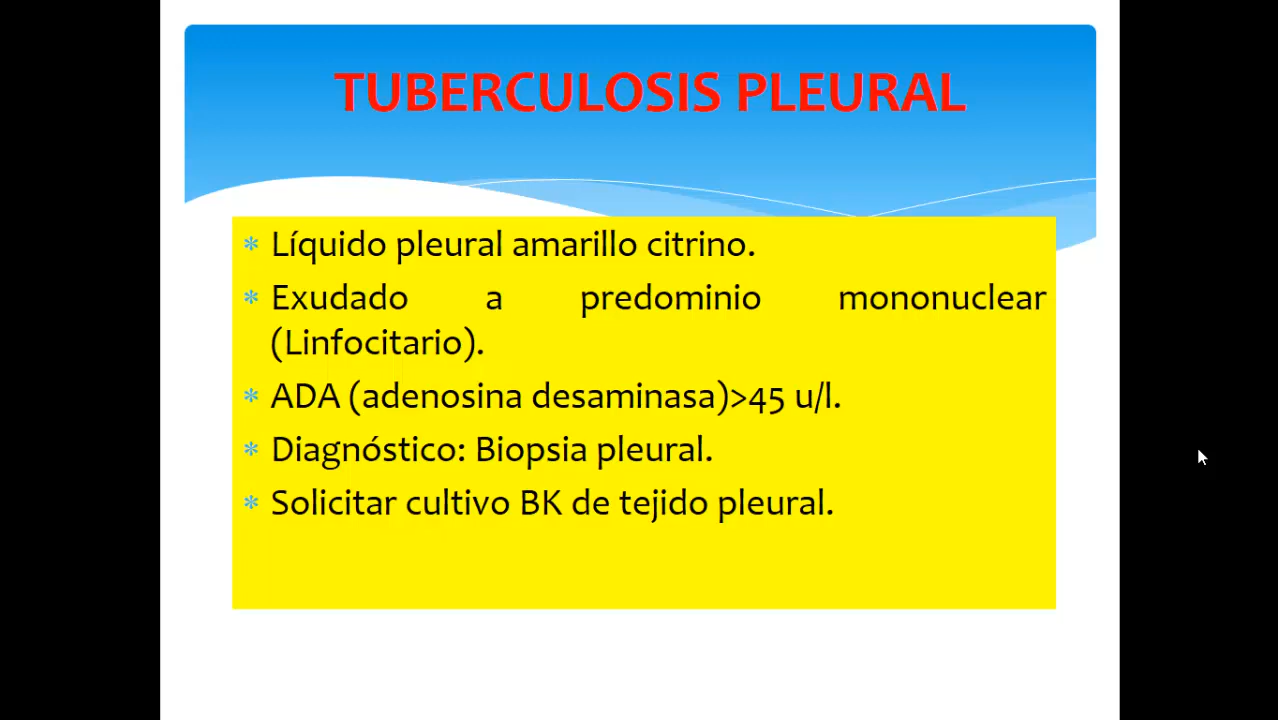 TUBERCULOSIS PLEURAL
* Líquido pleural amarillo citrino.
* Exudado a predominio mononuclear
(Linfocitario).
* ADA (adenosina desaminasa)>45 u/l.
* Diagnóstico: Biopsia pleural.
* Solicitar cultivo BK de tejido pleural.